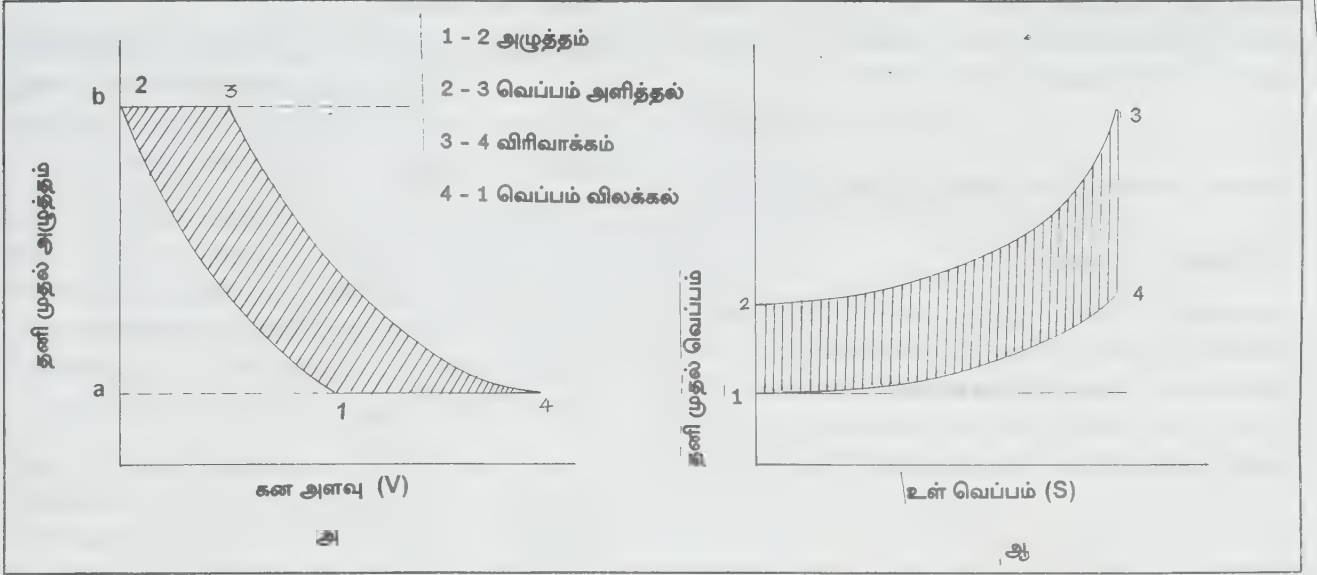 1 - 2 அழுத்தம்
2 - 3 வெப்பம் அளித்தல்
3 - 4 விரிவாக்கம்
4 - 1 வெப்பம் விலக்கல்
b 2 3
தனி முதல் அழுத்தம்
a
1 4
கன அளவு (V)
அ
3
2
4
1
தனி முதல் வெப்பம்
உள் வெப்பம் (S)
ஆ